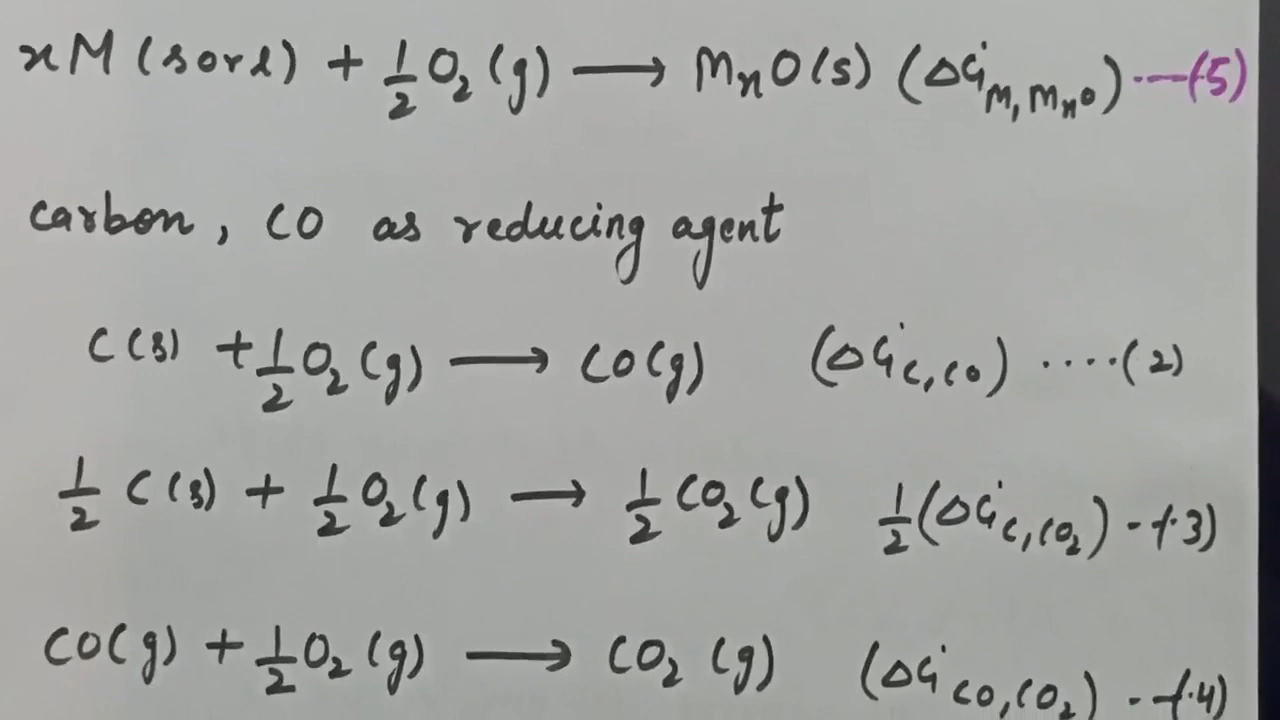 xM (s or l) + 1/2 O₂ (g) ⟶ MₓO(s) (ΔG°M, MₓO) -—(5)
carbon, CO as reducing agent
C(s) + 1/2 O₂ (g) ⟶ CO(g) (ΔG°C,CO) ....(2)
1/2 C(s) + 1/2 O₂(g) ⟶ 1/2 CO₂(g) 1/2 (ΔG°C,CO₂) --(3)
CO(g) + 1/2 O₂ (g) ⟶ CO₂ (g) (ΔG°CO,CO₂) --(4)